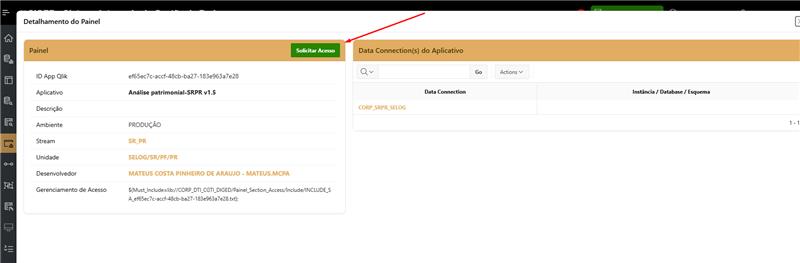 Detalhamento do Painel
Painel
Solicitar Acesso
ID App Qlik
ef65ec7c-accf-48cb-ba27-183e963a7e28
Aplicativo
Análise patrimonial-SRPR v1.5
Descrição
Ambiente
PRODUÇÃO
Stream
SR_PR
Unidade
SELOG/SR/PF/PR
Desenvolvedor
MATEUS COSTA PINHEIRO DE ARAUJO - MATEUS.MCPA
Gerenciamento de Acesso
$(Must_Include=lib://CORP_DTI_CGTI_DIGED/Painel_Section_Access/Include/INCLUDE_S
A_ef65ec7c-accf-48cb-ba27-183e963a7e28.txt);
Data Connection(s) do Aplicativo
Go
Actions
Data Connection
Instância / Database / Esquema
CORP_SRPR_SELOG
1 - 1